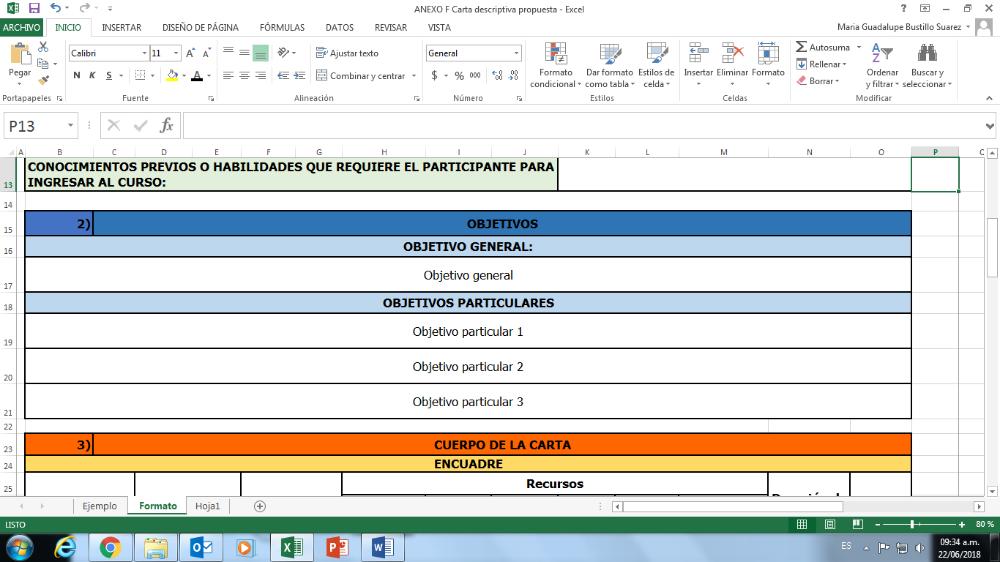 ANEXO F Carta descriptiva propuesta - Excel
ARCHIVO INICIO INSERTAR DISEÑO DE PÁGINA FÓRMULAS DATOS REVISAR VISTA
Maria Guadalupe Bustillo Suarez
Pegar
Calibri 11
N K S
A A
A
Ajustar texto
Combinar y centrar
General
$ % 000
Formato condicional
Dar formato como tabla
Estilos de celda
Insertar Eliminar Formato
Autosuma
Rellenar
Borrar
Ordenar y filtrar
Buscar y seleccionar
Portapapeles Fuente Alineación Número Estilos Celdas Modificar
P13 fx
A B C D E F G H I J K L M N O P
13 CONOCIMIENTOS PREVIOS O HABILIDADES QUE REQUIERE EL PARTICIPANTE PARA
INGRESAR AL CURSO:
14
15 2) OBJETIVOS
16 OBJETIVO GENERAL:
17 Objetivo general
18 OBJETIVOS PARTICULARES
19 Objetivo particular 1
20 Objetivo particular 2
21 Objetivo particular 3
22
23 3) CUERPO DE LA CARTA
24 ENCUADRE
25 Recursos
Ejemplo Formato Hoja1
LISTO 80 %
ES 09:34 a.m.
22/06/2018